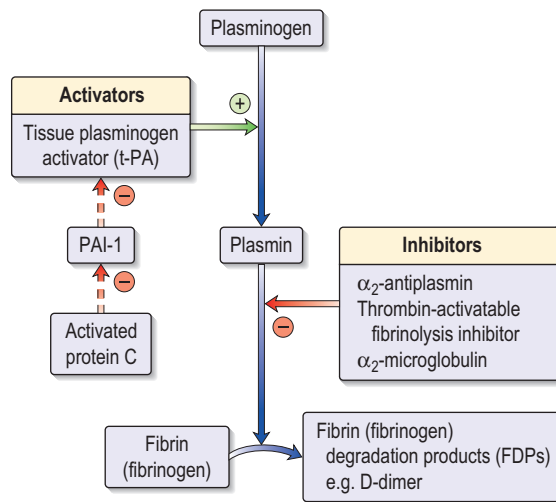 Plasminogen
Activators
+
Tissue plasminogen
activator (t-PA)
−
PAI-1
Plasmin
Inhibitors
−
α₂-antiplasmin
Thrombin-activatable
fibrinolysis inhibitor
α₂-microglobulin
−
Activated
protein C
Fibrin
(fibrinogen)
Fibrin (fibrinogen)
degradation products (FDPs)
e.g. D-dimer